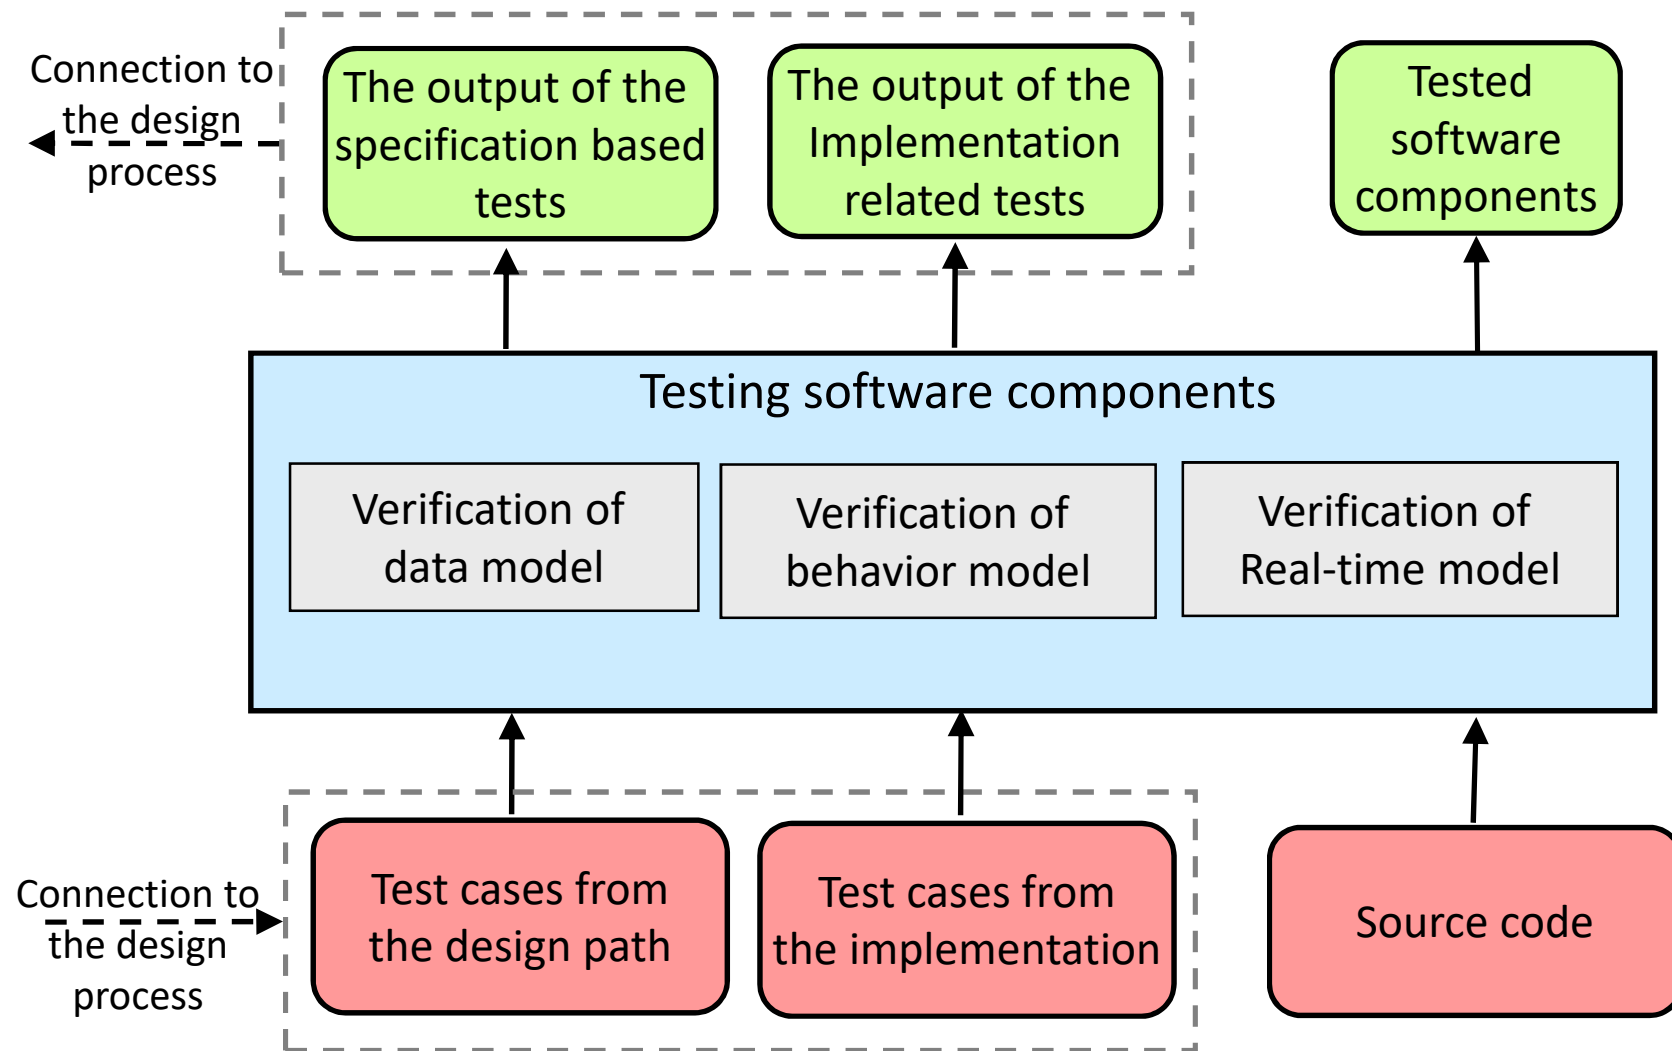 Connection to
the design
process
The output of the
specification based
tests
The output of the
Implementation
related tests
Tested
software
components
Testing software components
Verification of
data model
Verification of
behavior model
Verification of
Real-time model
Connection to
the design
process
Test cases from
the design path
Test cases from
the implementation
Source code